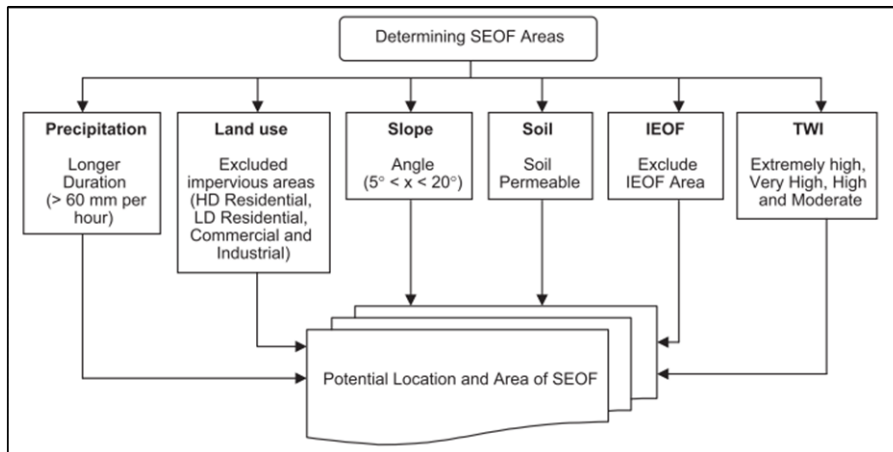 Determining SEOF Areas
Precipitation
Longer
Duration
(> 60 mm per
hour)
Land use
Excluded
impervious areas
(HD Residential,
LD Residential,
Commercial and
Industrial)
Slope
Angle
(5° < x < 20°)
Soil
Soil
Permeable
IEOF
Exclude
IEOF Area
TWI
Extremely high,
Very High, High
and Moderate
Potential Location and Area of SEOF